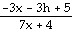 -3x - 3h + 5
7x + 4